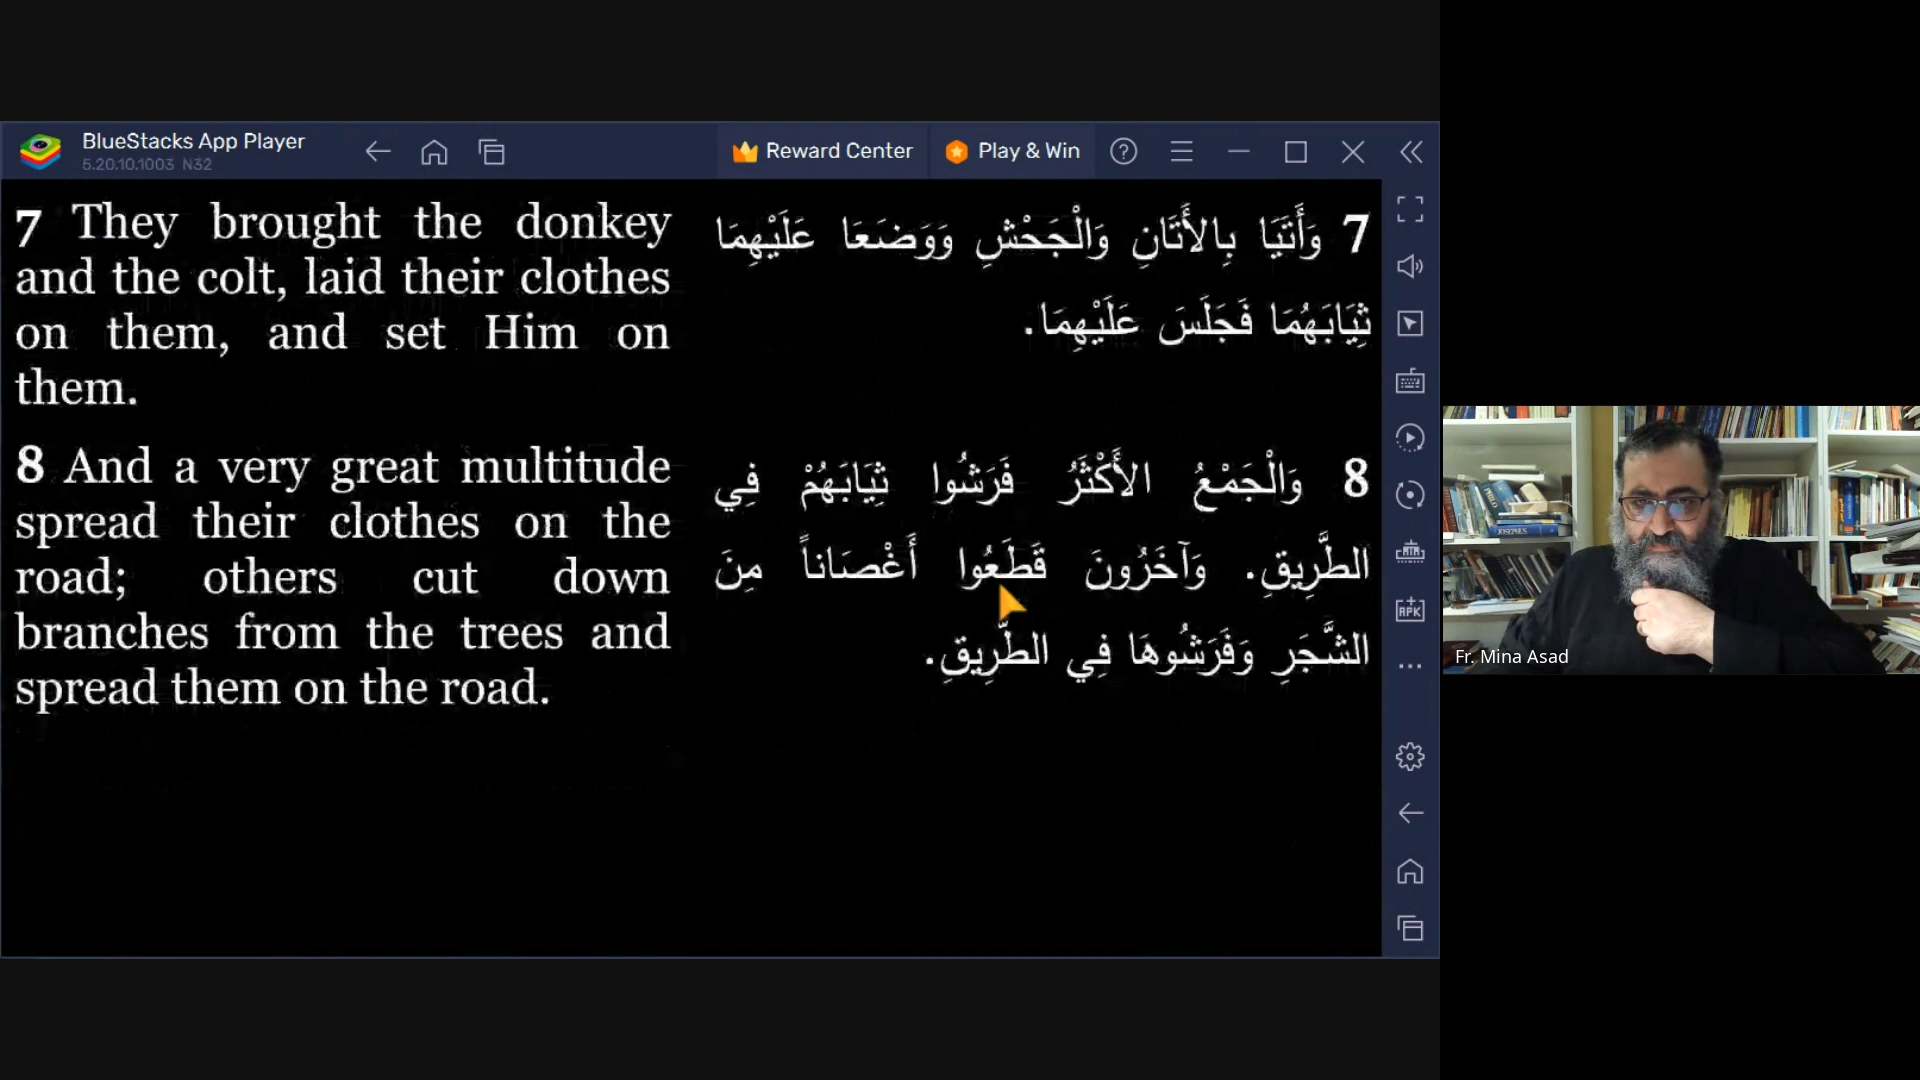 BlueStacks App Player
5.20.10.1003 N32
Reward Center
Play & Win
7 They brought the donkey
and the colt, laid their clothes
on them, and set Him on
them.
8 And a very great multitude
spread their clothes on the
road; others cut down
branches from the trees and
spread them on the road.
7 وَأَتَيَا بِالأَتَانِ وَالْجَحْشِ وَوَضَعَا عَلَيْهِمَا
ثِيَابَهُمَا فَجَلَسَ عَلَيْهِمَا.
8 وَالْجَمْعُ الأَكْثَرُ فَرَشُوا ثِيَابَهُمْ فِي
الطَّرِيقِ. وَآخَرُونَ قَطَعُوا أَغْصَاناً مِنَ
الشَّجَرِ وَفَرَشُوهَا فِي الطَّرِيقِ.
APK
PHILO
JOSEPHUS
Fr. Mina Asad